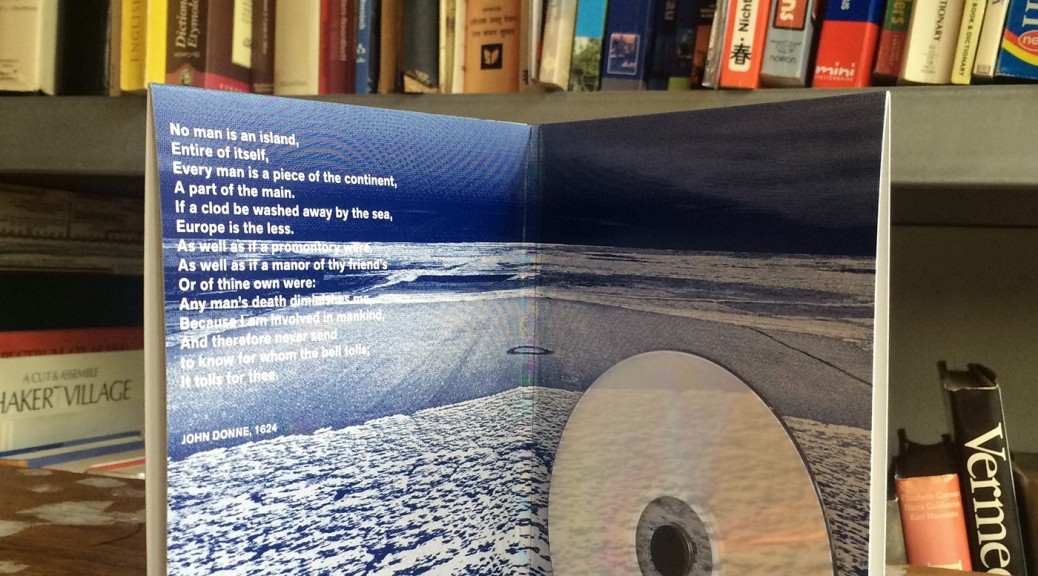 ENGLISH
Dictionary
Etymology
春
mini
DICTIONARY
BOOK & DICTIONARY
No man is an island,
Entire of itself,
Every man is a piece of the continent,
A part of the main.
If a clod be washed away by the sea,
Europe is the less.
As well as if a promontory were,
As well as if a manor of thy friend's
Or of thine own were:
Any man's death diminishes me,
Because I am involved in mankind,
And therefore never send
to know for whom the bell tolls;
It tolls for thee.
JOHN DONNE, 1624
A CUT & ASSEMBLE
HAKER VILLAGE
Verme